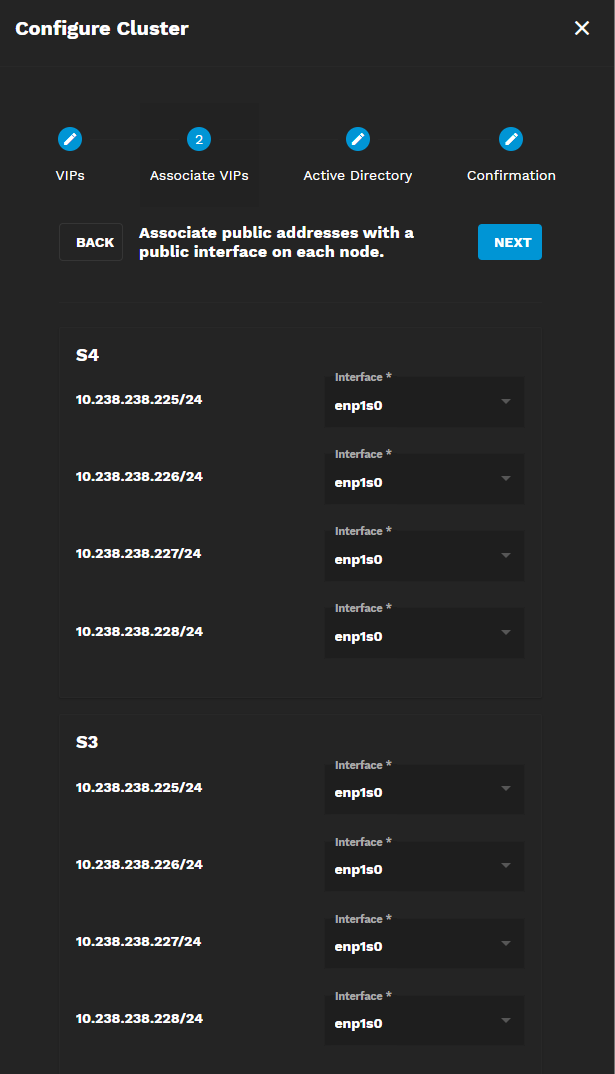 Configure Cluster
2
VIPs
Associate VIPs
Active Directory
Confirmation
BACK
Associate public addresses with a
public interface on each node.
NEXT
S4
Interface *
10.238.238.225/24
enp1s0
Interface *
10.238.238.226/24
enp1s0
Interface *
10.238.238.227/24
enp1s0
Interface *
10.238.238.228/24
enp1s0
S3
Interface *
10.238.238.225/24
enp1s0
Interface *
10.238.238.226/24
enp1s0
Interface *
10.238.238.227/24
enp1s0
Interface *
10.238.238.228/24
enp1s0